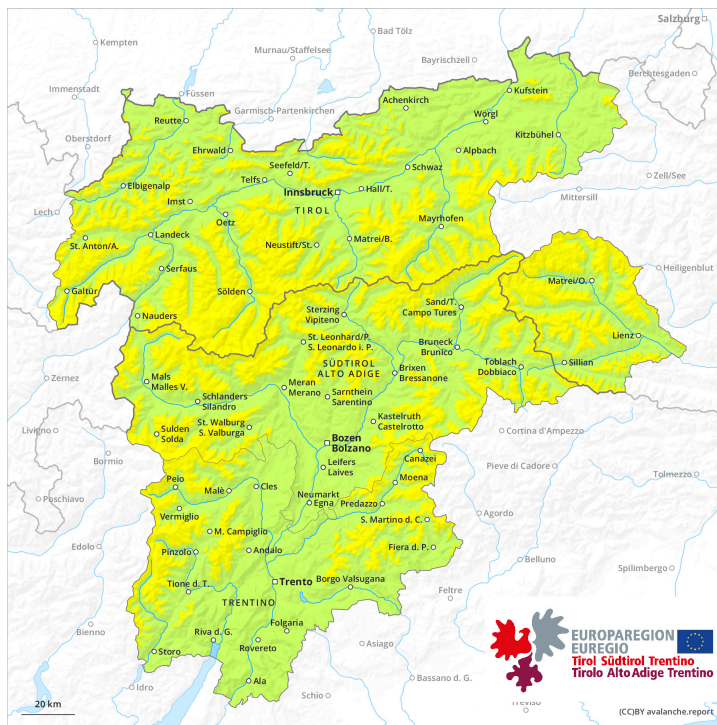 Salzburg
Kempten
Bad Tölz
Murnau/Staffelsee
Bayrischzell
Berchtesgaden
Immenstadt
Füssen
Garmisch-Partenkirchen
Achenkirch
Kufstein
Reutte
Wörgl
Oberstdorf
Ehrwald
Kitzbühel
Seefeld/T.
Alpbach
Schwaz
Telfs
Zell/See
Elbigenalp
Innsbruck
Hall/T.
Mittersill
Imst
TIROL
Lech
Oetz
Mayrhofen
St. Anton/A.
Landeck
Neustift/St.
Matrei/B.
Heiligenblut
Serfaus
Matrei/O.
Galtür
Sölden
Nauders
Sand/T.
Campo Tures
Sterzing
Vipiteno
Lienz
St. Leonhard/P.
S. Leonardo i. P.
Bruneck
Brunico
SÜDTIROL
ALTO ADIGE
Toblach
Dobbiaco
Sillian
Zernez
Mals
Malles V.
Meran
Merano
Brixen
Bressanone
Schlanders
Silandro
Sarnthein
Sarentino
Livigno
St. Walburg
S. Valburga
Kastelruth
Castelrotto
Sulden
Solda
Cortina d'Ampezzo
Bozen
Bolzano
Bormio
Canazei
Pieve di Cadore
Leifers
Laives
Tolmezzo
Poschiavo
Peio
Malè
Cles
Moena
Neumarkt
Egna
Predazzo
Vermiglio
Agordo
S. Martino d. C.
M. Campiglio
Edolo
Pinzolo
Andalo
Fiera d. P.
Belluno
Spilimbergo
Tione d. T.
Trento
Borgo Valsugana
Feltre
TRENTINO
Folgaria
Bienno
Riva d. G.
Rovereto
Asiago
Storo
Ala
Bassano d. G.
Idro
Schio
Treviso
EUROPAREGION
EUREGIO
Tirol Südtirol Trentino
Tirolo Alto Adige Trentino
20 km
(CC)BY avalanche.report